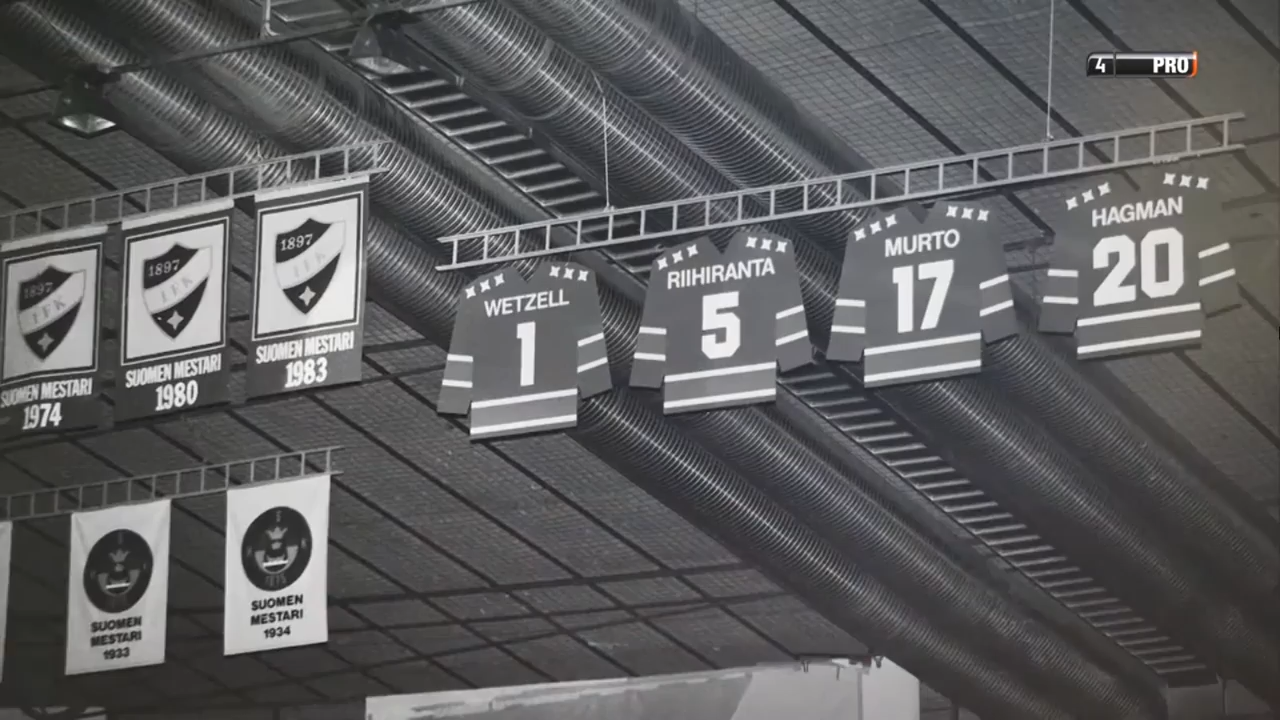 4 PRO
1897
IFK
SUOMEN MESTARI
1974
1897
IFK
SUOMEN MESTARI
1980
1897
IFK
SUOMEN MESTARI
1983
WETZELL
1
RIIHIRANTA
5
MURTO
17
HAGMAN
20
SUOMEN
MESTARI
1933
SUOMEN
MESTARI
1934